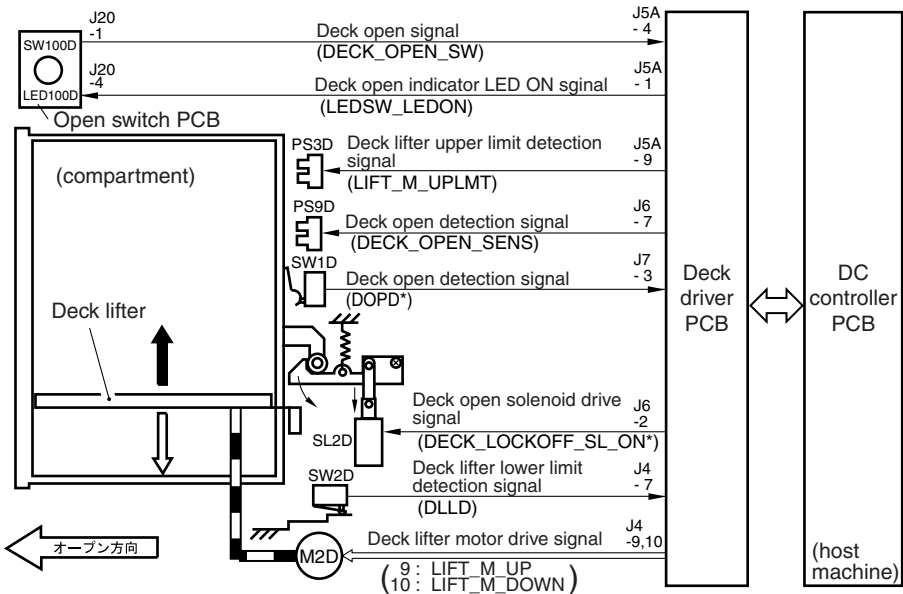 J20
-1
Deck open signal
(DECK_OPEN_SW)
J5A
- 4
SW100D
LED100D
J20
-4
Deck open indicator LED ON sginal
(LEDSW_LEDON)
J5A
- 1
Open switch PCB
(compartment)
PS3D
Deck lifter upper limit detection
signal
(LIFT_M_UPLMT)
J5A
- 9
PS9D
Deck open detection signal
(DECK_OPEN_SENS)
J6
- 7
SW1D
Deck open detection signal
(DOPD*)
J7
- 3
Deck
driver
PCB
DC
controller
PCB
Deck lifter
Deck open solenoid drive
signal
(DECK_LOCKOFF_SL_ON*)
J6
-2
SL2D
SW2D
Deck lifter lower limit
detection signal
(DLLD)
J4
- 7
オープン方向
M2D
Deck lifter motor drive signal
J4
-9,10
(9 : LIFT_M_UP
10 : LIFT_M_DOWN)
(host
machine)